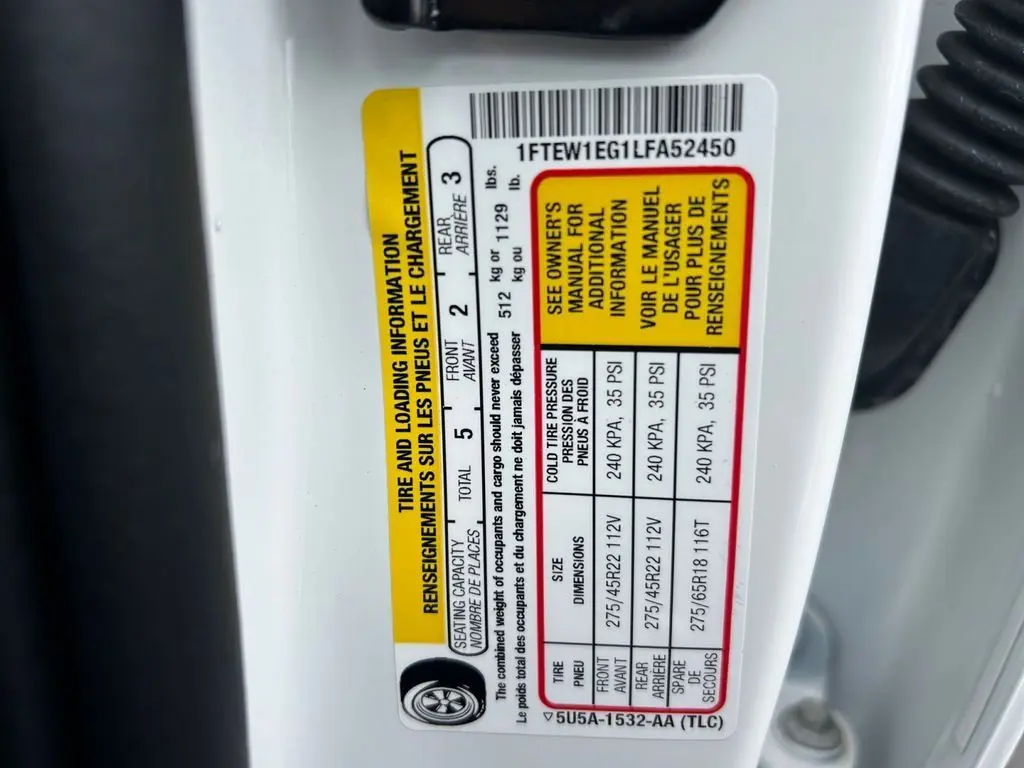 1FTEW1EG1LFA52450
TIRE AND LOADING INFORMATION
RENSEIGNEMENTS SUR LES PNEUS ET LE CHARGEMENT
SEATING CAPACITY TOTAL 5 FRONT 2 REAR 3
NOMBRE DE PLACES AVANT ARRIÈRE
The combined weight of occupants and cargo should never exceed 512 kg or 1129 lbs.
Le poids total des occupants et du chargement ne doit jamais dépasser kg ou lb.
TIRE SIZE COLD TIRE PRESSURE
PNEU DIMENSIONS PRESSION DES
PNEUS À FROID
FRONT
AVANT 275/45R22 112V 240 KPA, 35 PSI
REAR
ARRIÈRE 275/45R22 112V 240 KPA, 35 PSI
SPARE
DE
SECOURS 275/65R18 116T 240 KPA, 35 PSI
SEE OWNER'S
MANUAL FOR
ADDITIONAL
INFORMATION
VOIR LE MANUEL
DE L'USAGER
POUR PLUS DE
RENSEIGNEMENTS
5U5A-1532-AA (TLC)